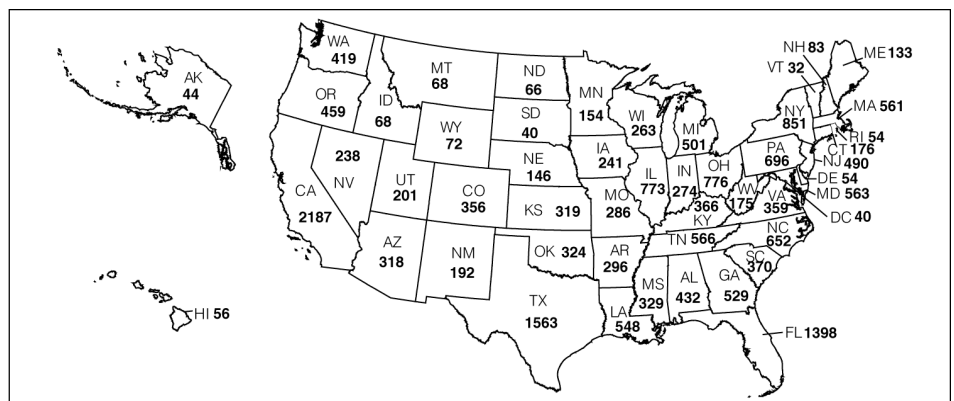 NH 83
ME 133
VT 32
WA
419
MT
68
ND
66
MN
154
AK
44
OR
459
ID
68
SD
40
WI
263
MI
501
NY
851
MA 561
RI 54
CT 176
NJ 490
WY
72
IA
241
PA
696
NE
146
238
NV
UT
201
CO
356
IL
773
IN
274
OH
776
DE 54
MD 563
WV
175
VA
359
DC 40
CA
2187
KS 319
MO
286
366
KY
NC
652
AZ
318
NM
192
OK 324
AR
296
TN 566
SC
370
MS
329
AL
432
GA
529
TX
1563
LA
548
HI 56
FL 1398